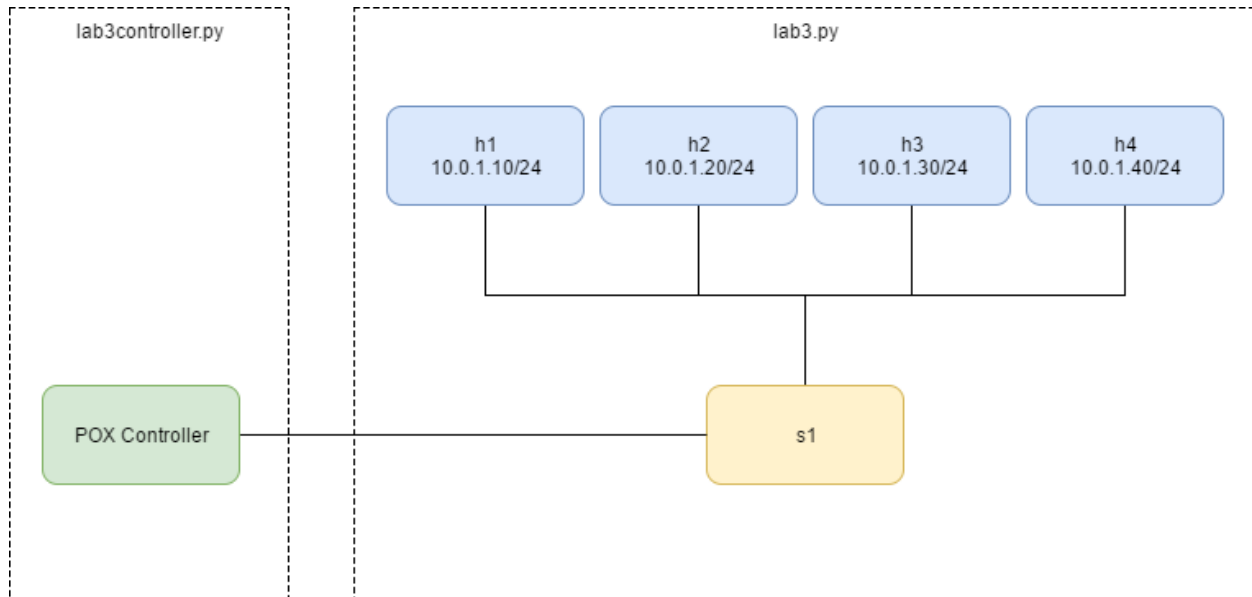 lab3controller.py
lab3.py
h1
10.0.1.10/24
h2
10.0.1.20/24
h3
10.0.1.30/24
h4
10.0.1.40/24
POX Controller
s1